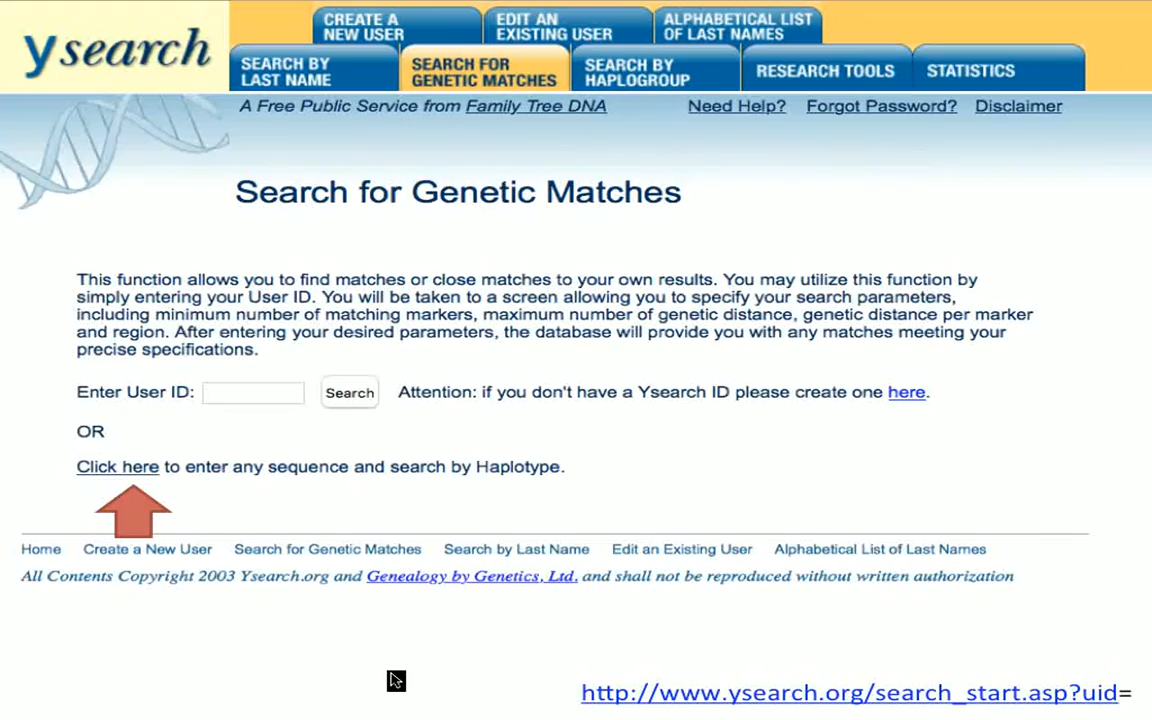 ysearch
CREATE A
NEW USER
EDIT AN
EXISTING USER
ALPHABETICAL LIST
OF LAST NAMES
SEARCH BY
LAST NAME
SEARCH FOR
GENETIC MATCHES
SEARCH BY
HAPLOGROUP
RESEARCH TOOLS
STATISTICS
A Free Public Service from Family Tree DNA
Need Help? Forgot Password? Disclaimer
Search for Genetic Matches
This function allows you to find matches or close matches to your own results. You may utilize this function by
simply entering your User ID. You will be taken to a screen allowing you to specify your search parameters,
including minimum number of matching markers, maximum number of genetic distance, genetic distance per marker
and region. After entering your desired parameters, the database will provide you with any matches meeting your
precise specifications.
Enter User ID: Search Attention: if you don't have a Ysearch ID please create one here.
OR
Click here to enter any sequence and search by Haplotype.
Home Create a New User Search for Genetic Matches Search by Last Name Edit an Existing User Alphabetical List of Last Names
All Contents Copyright 2003 Ysearch.org and Genealogy by Genetics, Ltd. and shall not be reproduced without written authorization
http://www.ysearch.org/search_start.asp?uid=